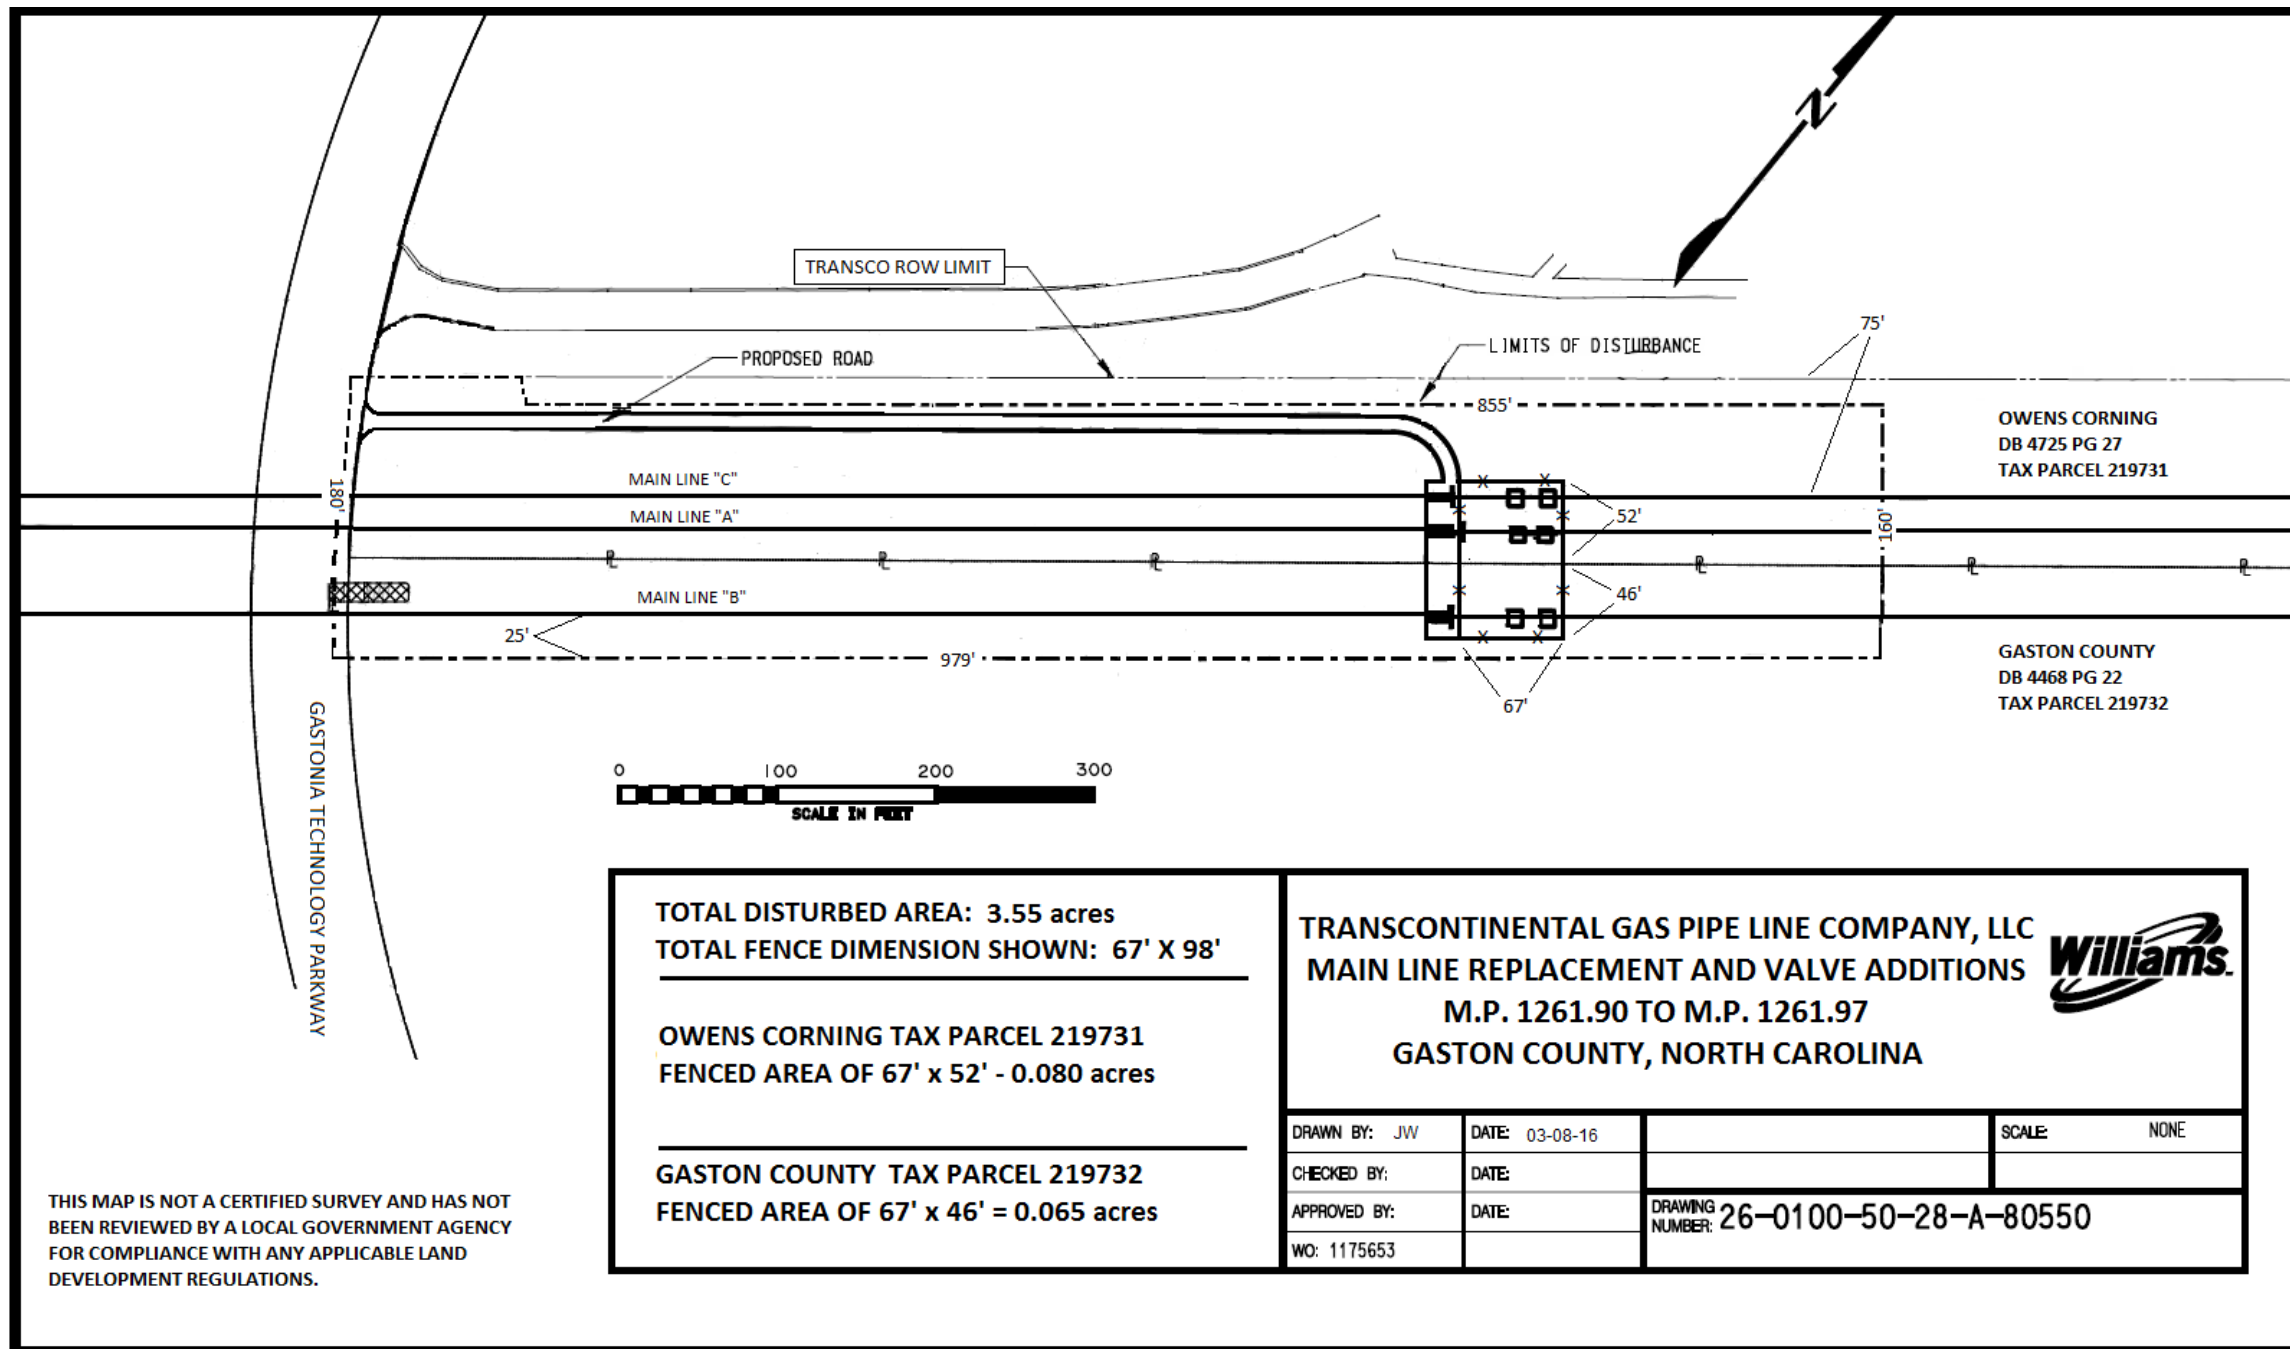 N
TRANSCO ROW LIMIT
75'
LIMITS OF DISTURBANCE
PROPOSED ROAD
855'
OWENS CORNING
DB 4725 PG 27
TAX PARCEL 219731
180'
MAIN LINE "C"
MAIN LINE "A"
52'
160'
PL
PL
PL
PL
PL
PL
MAIN LINE "B"
46'
25'
979'
GASTON COUNTY
DB 4468 PG 22
TAX PARCEL 219732
67'
GASTONIA TECHNOLOGY PARKWAY
0 100 200 300
SCALE IN FEET
TOTAL DISTURBED AREA: 3.55 acres
TOTAL FENCE DIMENSION SHOWN: 67' X 98'
OWENS CORNING TAX PARCEL 219731
FENCED AREA OF 67' x 52' - 0.080 acres
GASTON COUNTY TAX PARCEL 219732
FENCED AREA OF 67' x 46' = 0.065 acres
TRANSCONTINENTAL GAS PIPE LINE COMPANY, LLC
MAIN LINE REPLACEMENT AND VALVE ADDITIONS
M.P. 1261.90 TO M.P. 1261.97
GASTON COUNTY, NORTH CAROLINA
Williams.
DRAWN BY: JW DATE: 03-08-16 SCALE: NONE
CHECKED BY: DATE:
APPROVED BY: DATE:
WO: 1175653
DRAWING NUMBER: 26-0100-50-28-A-80550
THIS MAP IS NOT A CERTIFIED SURVEY AND HAS NOT
BEEN REVIEWED BY A LOCAL GOVERNMENT AGENCY
FOR COMPLIANCE WITH ANY APPLICABLE LAND
DEVELOPMENT REGULATIONS.